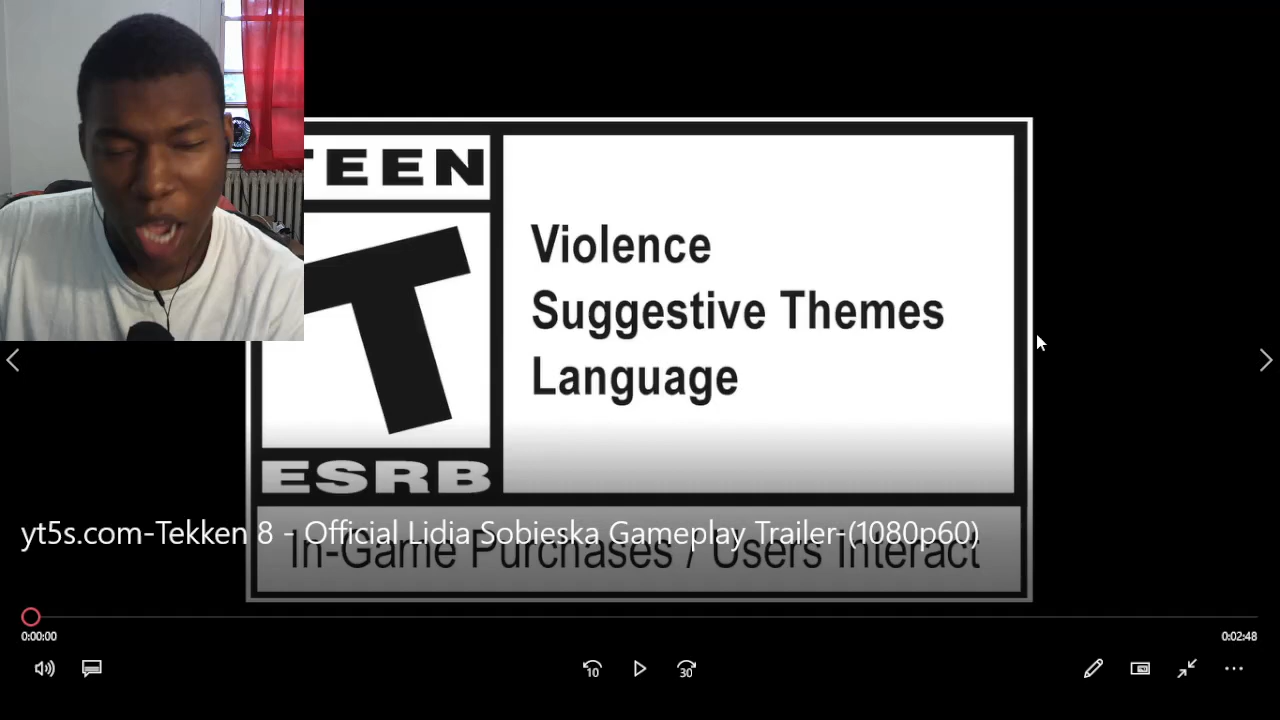 TEEN
T
Violence
Suggestive Themes
Language
ESRB
yt5s.com-Tekken 8 - Official Lidia Sobieska Gameplay Trailer-(1080p60)
In-Game Purchases / Users Interact
0:00:00
0:02:48
10
30